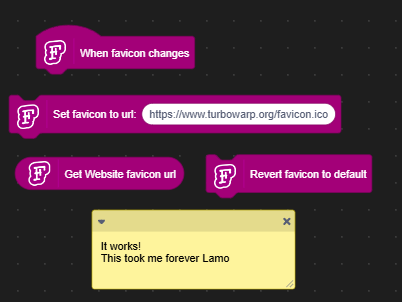 F When favicon changes
F Set favicon to url: https://www.turbowarp.org/favicon.ico
F Get Website favicon url
F Revert favicon to default
It works!
This took me forever Lamo